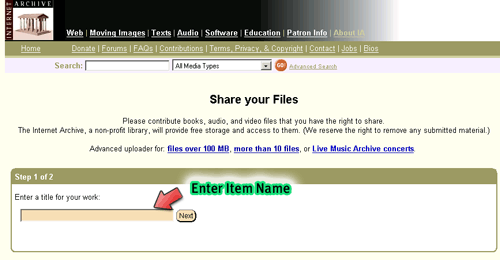 INTERNET ARCHIVE
Web | Moving Images | Texts | Audio | Software | Education | Patron Info | About IA
Home Donate | Forums | FAQs | Contributions | Terms, Privacy, & Copyright | Contact | Jobs | Bios
Search: All Media Types GO! Advanced Search
Share your Files
Please contribute books, audio, and video files that you have the right to share.
The Internet Archive, a non-profit library, will provide free storage and access to them. (We reserve the right to remove any submitted material.)
Advanced uploader for: files over 100 MB, more than 10 files, or Live Music Archive concerts.
Step 1 of 2
Enter Item Name
Enter a title for your work:
Next